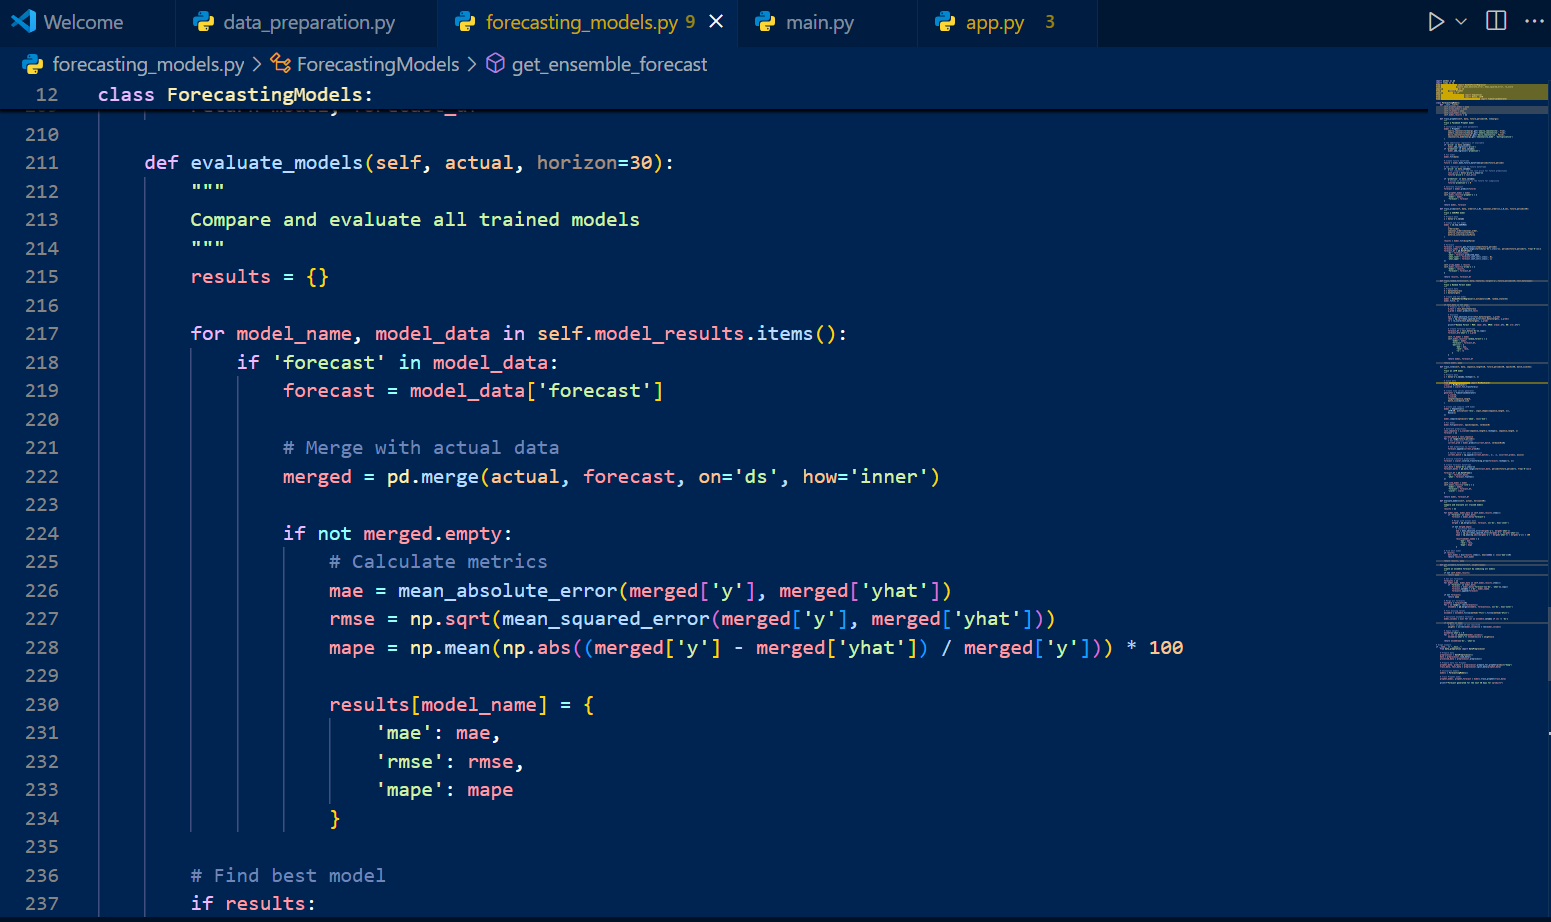 Welcome data_preparation.py forecasting_models.py 9 main.py app.py 3
forecasting_models.py > ForecastingModels > get_ensemble_forecast
12 class ForecastingModels:
210
211 def evaluate_models(self, actual, horizon=30):
212 """
213 Compare and evaluate all trained models
214 """
215 results = {}
216
217 for model_name, model_data in self.model_results.items():
218 if 'forecast' in model_data:
219 forecast = model_data['forecast']
220
221 # Merge with actual data
222 merged = pd.merge(actual, forecast, on='ds', how='inner')
223
224 if not merged.empty:
225 # Calculate metrics
226 mae = mean_absolute_error(merged['y'], merged['yhat'])
227 rmse = np.sqrt(mean_squared_error(merged['y'], merged['yhat']))
228 mape = np.mean(np.abs((merged['y'] - merged['yhat']) / merged['y'])) * 100
229
230 results[model_name] = {
231 'mae': mae,
232 'rmse': rmse,
233 'mape': mape
234 }
235
236 # Find best model
237 if results: